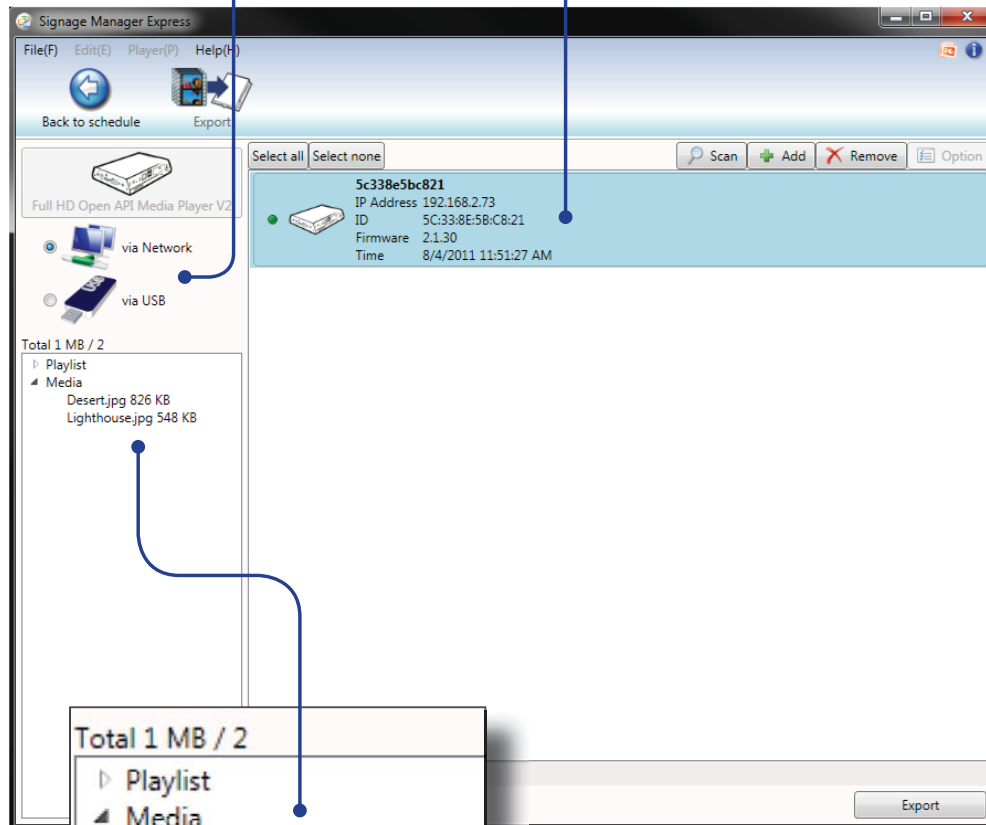 Signage Manager Express
File(F) Edit(E) Player(P) Help(H)
Back to schedule Export
Full HD Open API Media Player V2
via Network
via USB
Total 1 MB / 2
Playlist
Media
Desert.jpg 826 KB
Lighthouse.jpg 548 KB
Select all Select none Scan Add Remove Option
5c338e5bc821
IP Address 192.168.2.73
ID 5C:33:8E:5B:C8:21
Firmware 2.1.30
Time 8/4/2011 11:51:27 AM
Total 1 MB / 2
Playlist
Media
Export